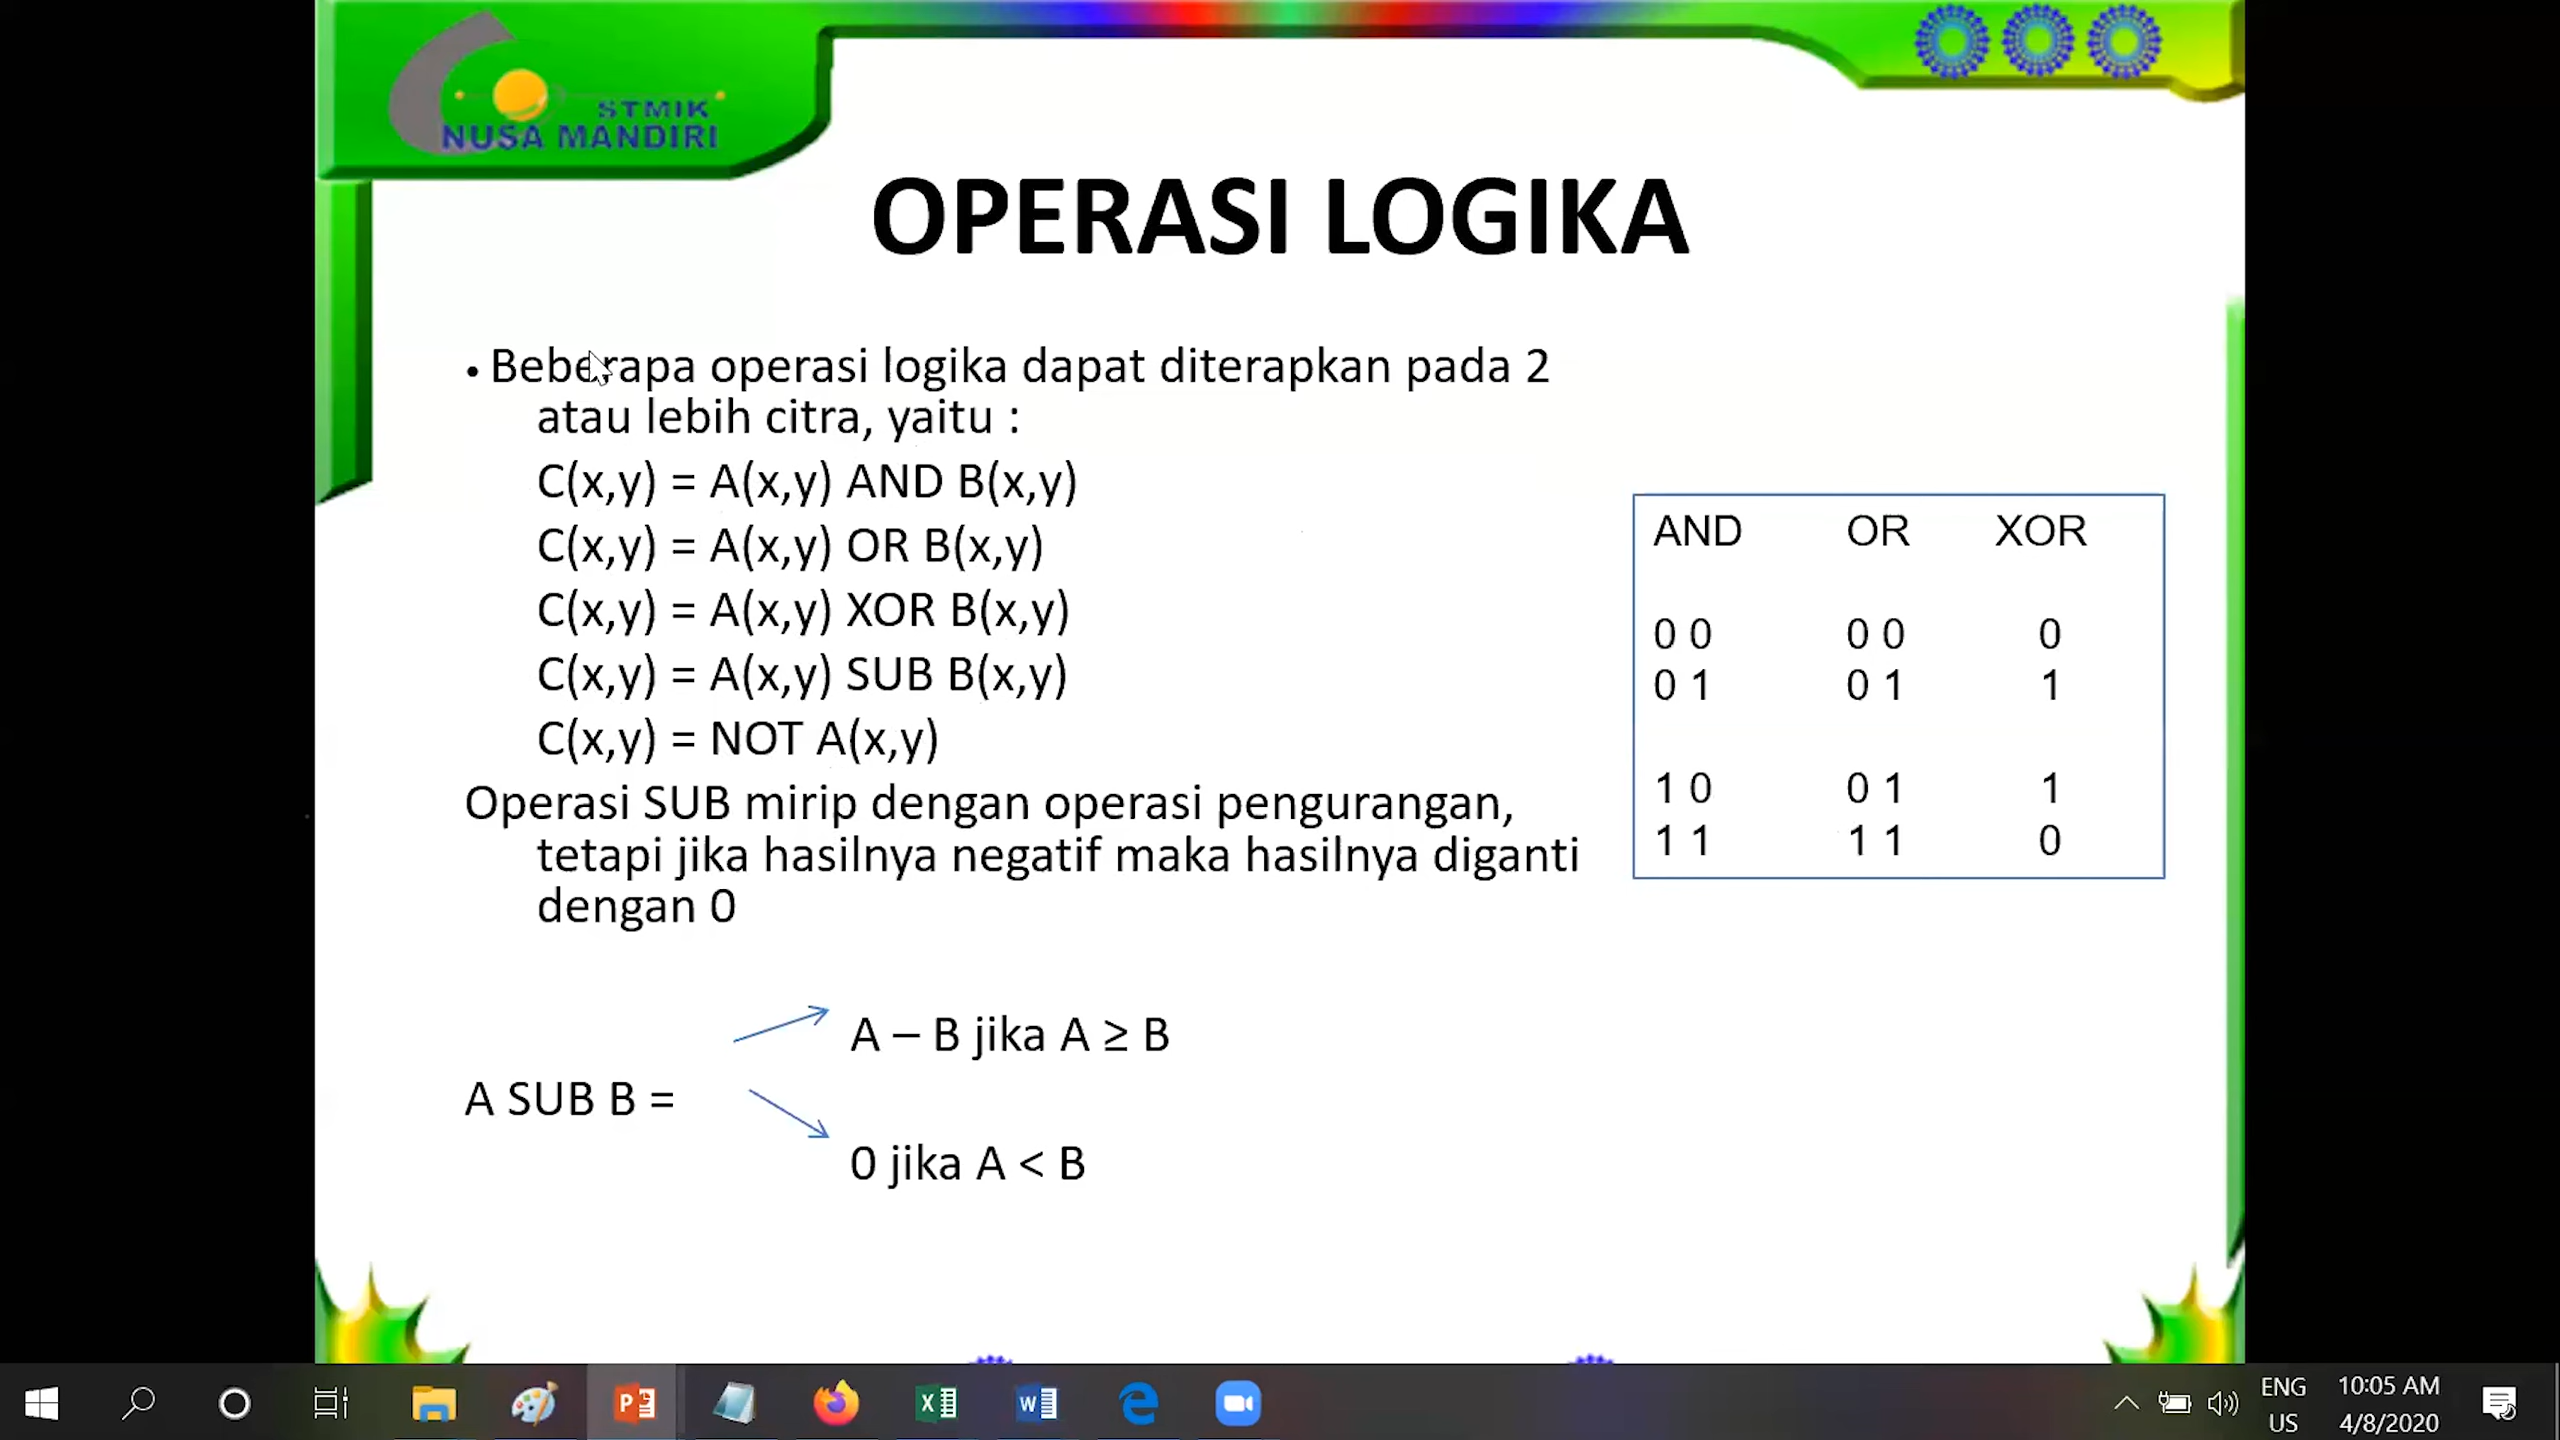 STMIK
NUSA MANDIRI
OPERASI LOGIKA
• Beberapa operasi logika dapat diterapkan pada 2
atau lebih citra, yaitu :
C(x,y) = A(x,y) AND B(x,y)
C(x,y) = A(x,y) OR B(x,y)
C(x,y) = A(x,y) XOR B(x,y)
C(x,y) = A(x,y) SUB B(x,y)
C(x,y) = NOT A(x,y)
Operasi SUB mirip dengan operasi pengurangan,
tetapi jika hasilnya negatif maka hasilnya diganti
dengan 0
A – B jika A ≥ B
A SUB B =
0 jika A < B
AND OR XOR
0 0 0 0 0
0 1 0 1 1
1 0 0 1 1
1 1 1 1 0
ENG
US
10:05 AM
4/8/2020